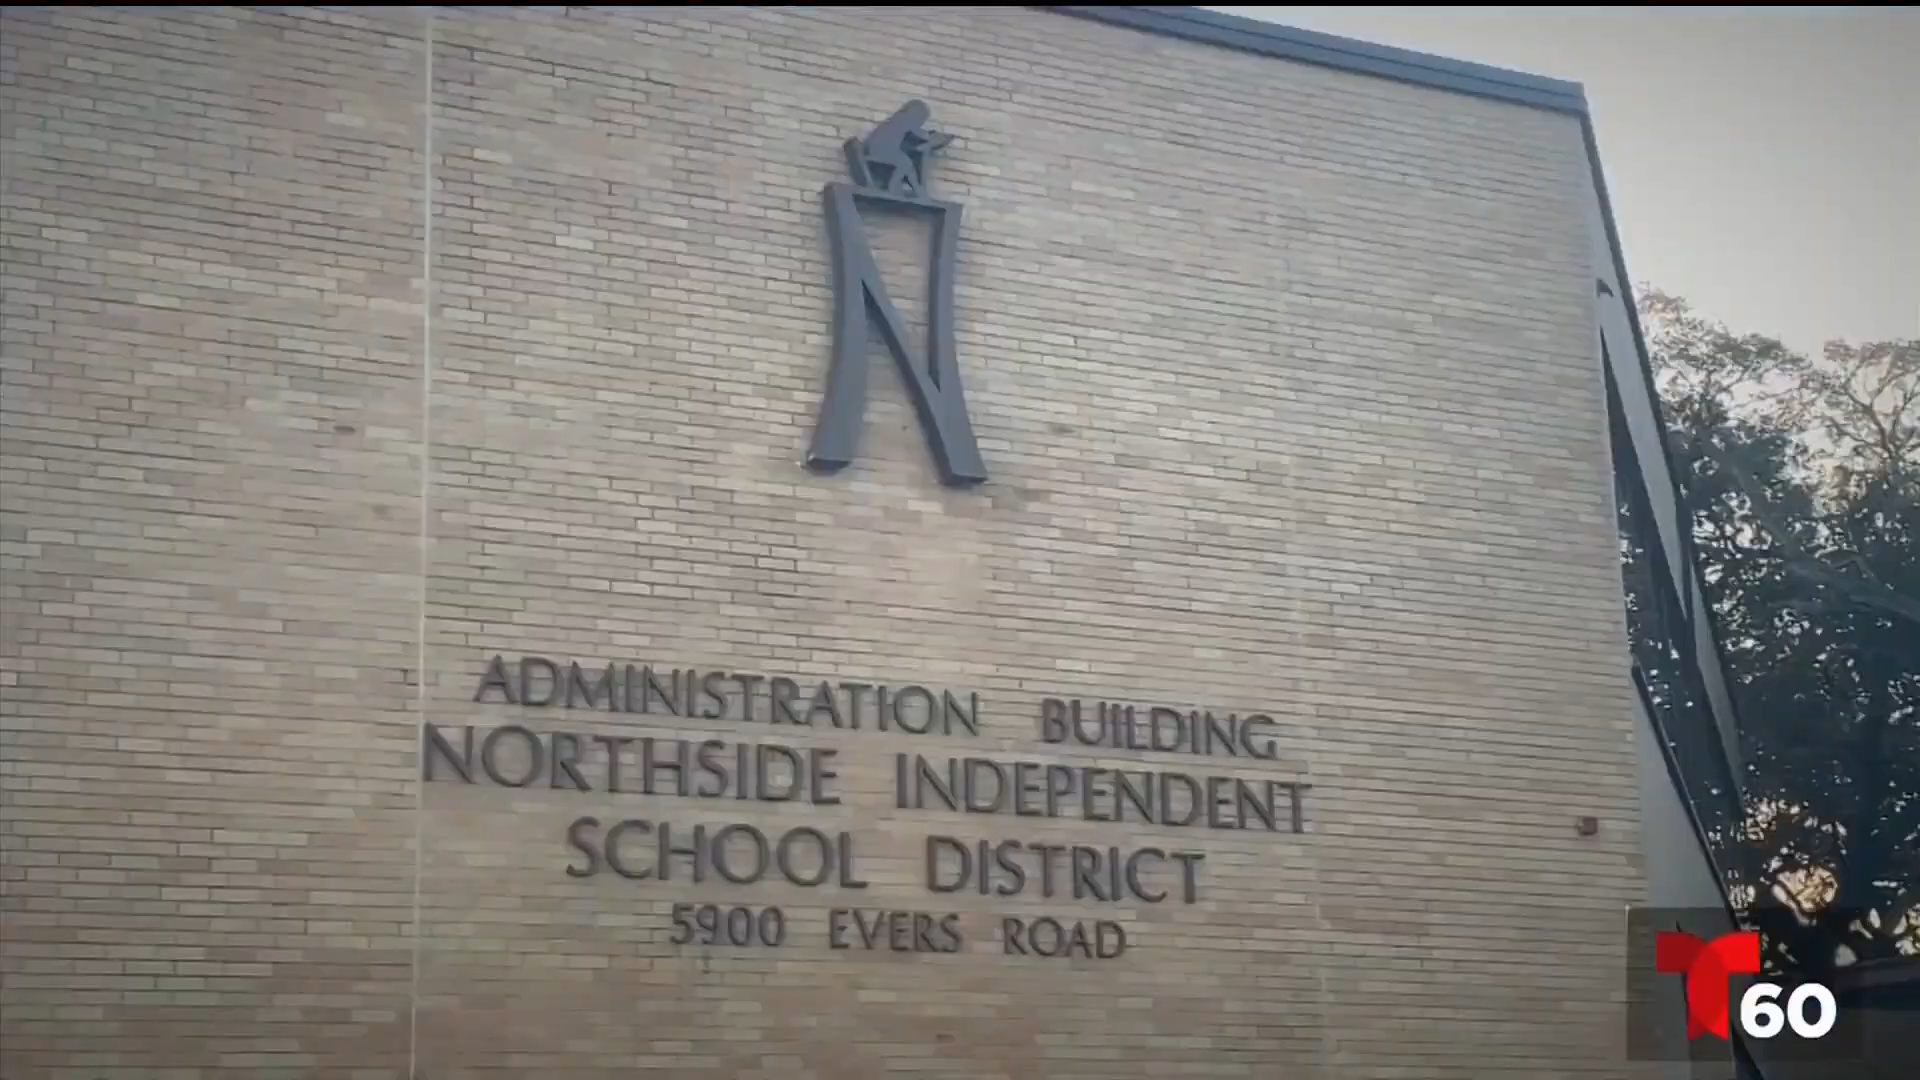 ADMINISTRATION BUILDING
NORTHSIDE INDEPENDENT
SCHOOL DISTRICT
5900 EVERS ROAD
60